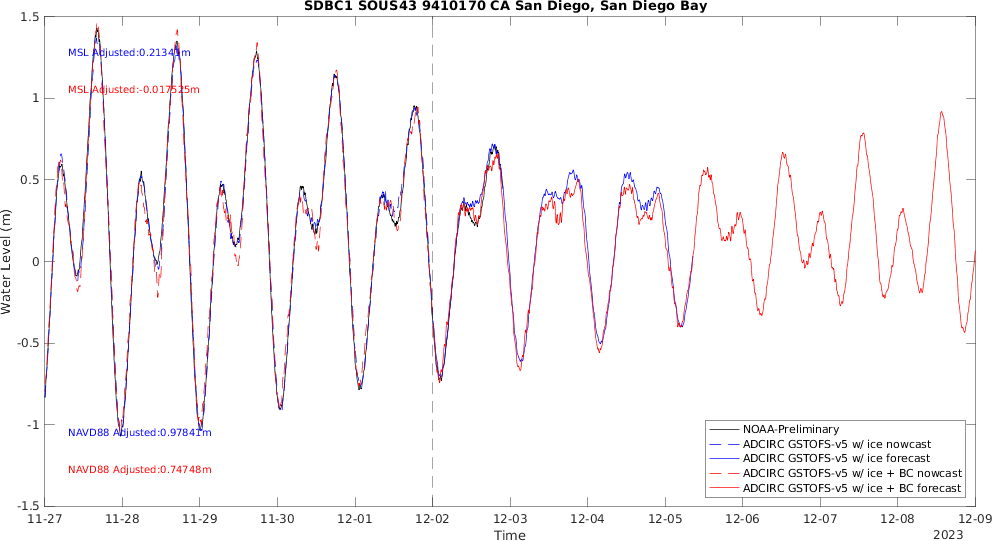 SDBC1 SOUS43 9410170 CA San Diego, San Diego Bay
1.5
1
0.5
0
-0.5
-1
-1.5
Water Level (m)
MSL Adjusted:0.21341m
MSL Adjusted:-0.017525m
NAVD88 Adjusted:0.97841m
NAVD88 Adjusted:0.74748m
NOAA-Preliminary
ADCIRC GSTOFS-v5 w/ ice nowcast
ADCIRC GSTOFS-v5 w/ ice forecast
ADCIRC GSTOFS-v5 w/ ice + BC nowcast
ADCIRC GSTOFS-v5 w/ ice + BC forecast
11-27 11-28 11-29 11-30 12-01 12-02 12-03 12-04 12-05 12-06 12-07 12-08 12-09
Time
2023